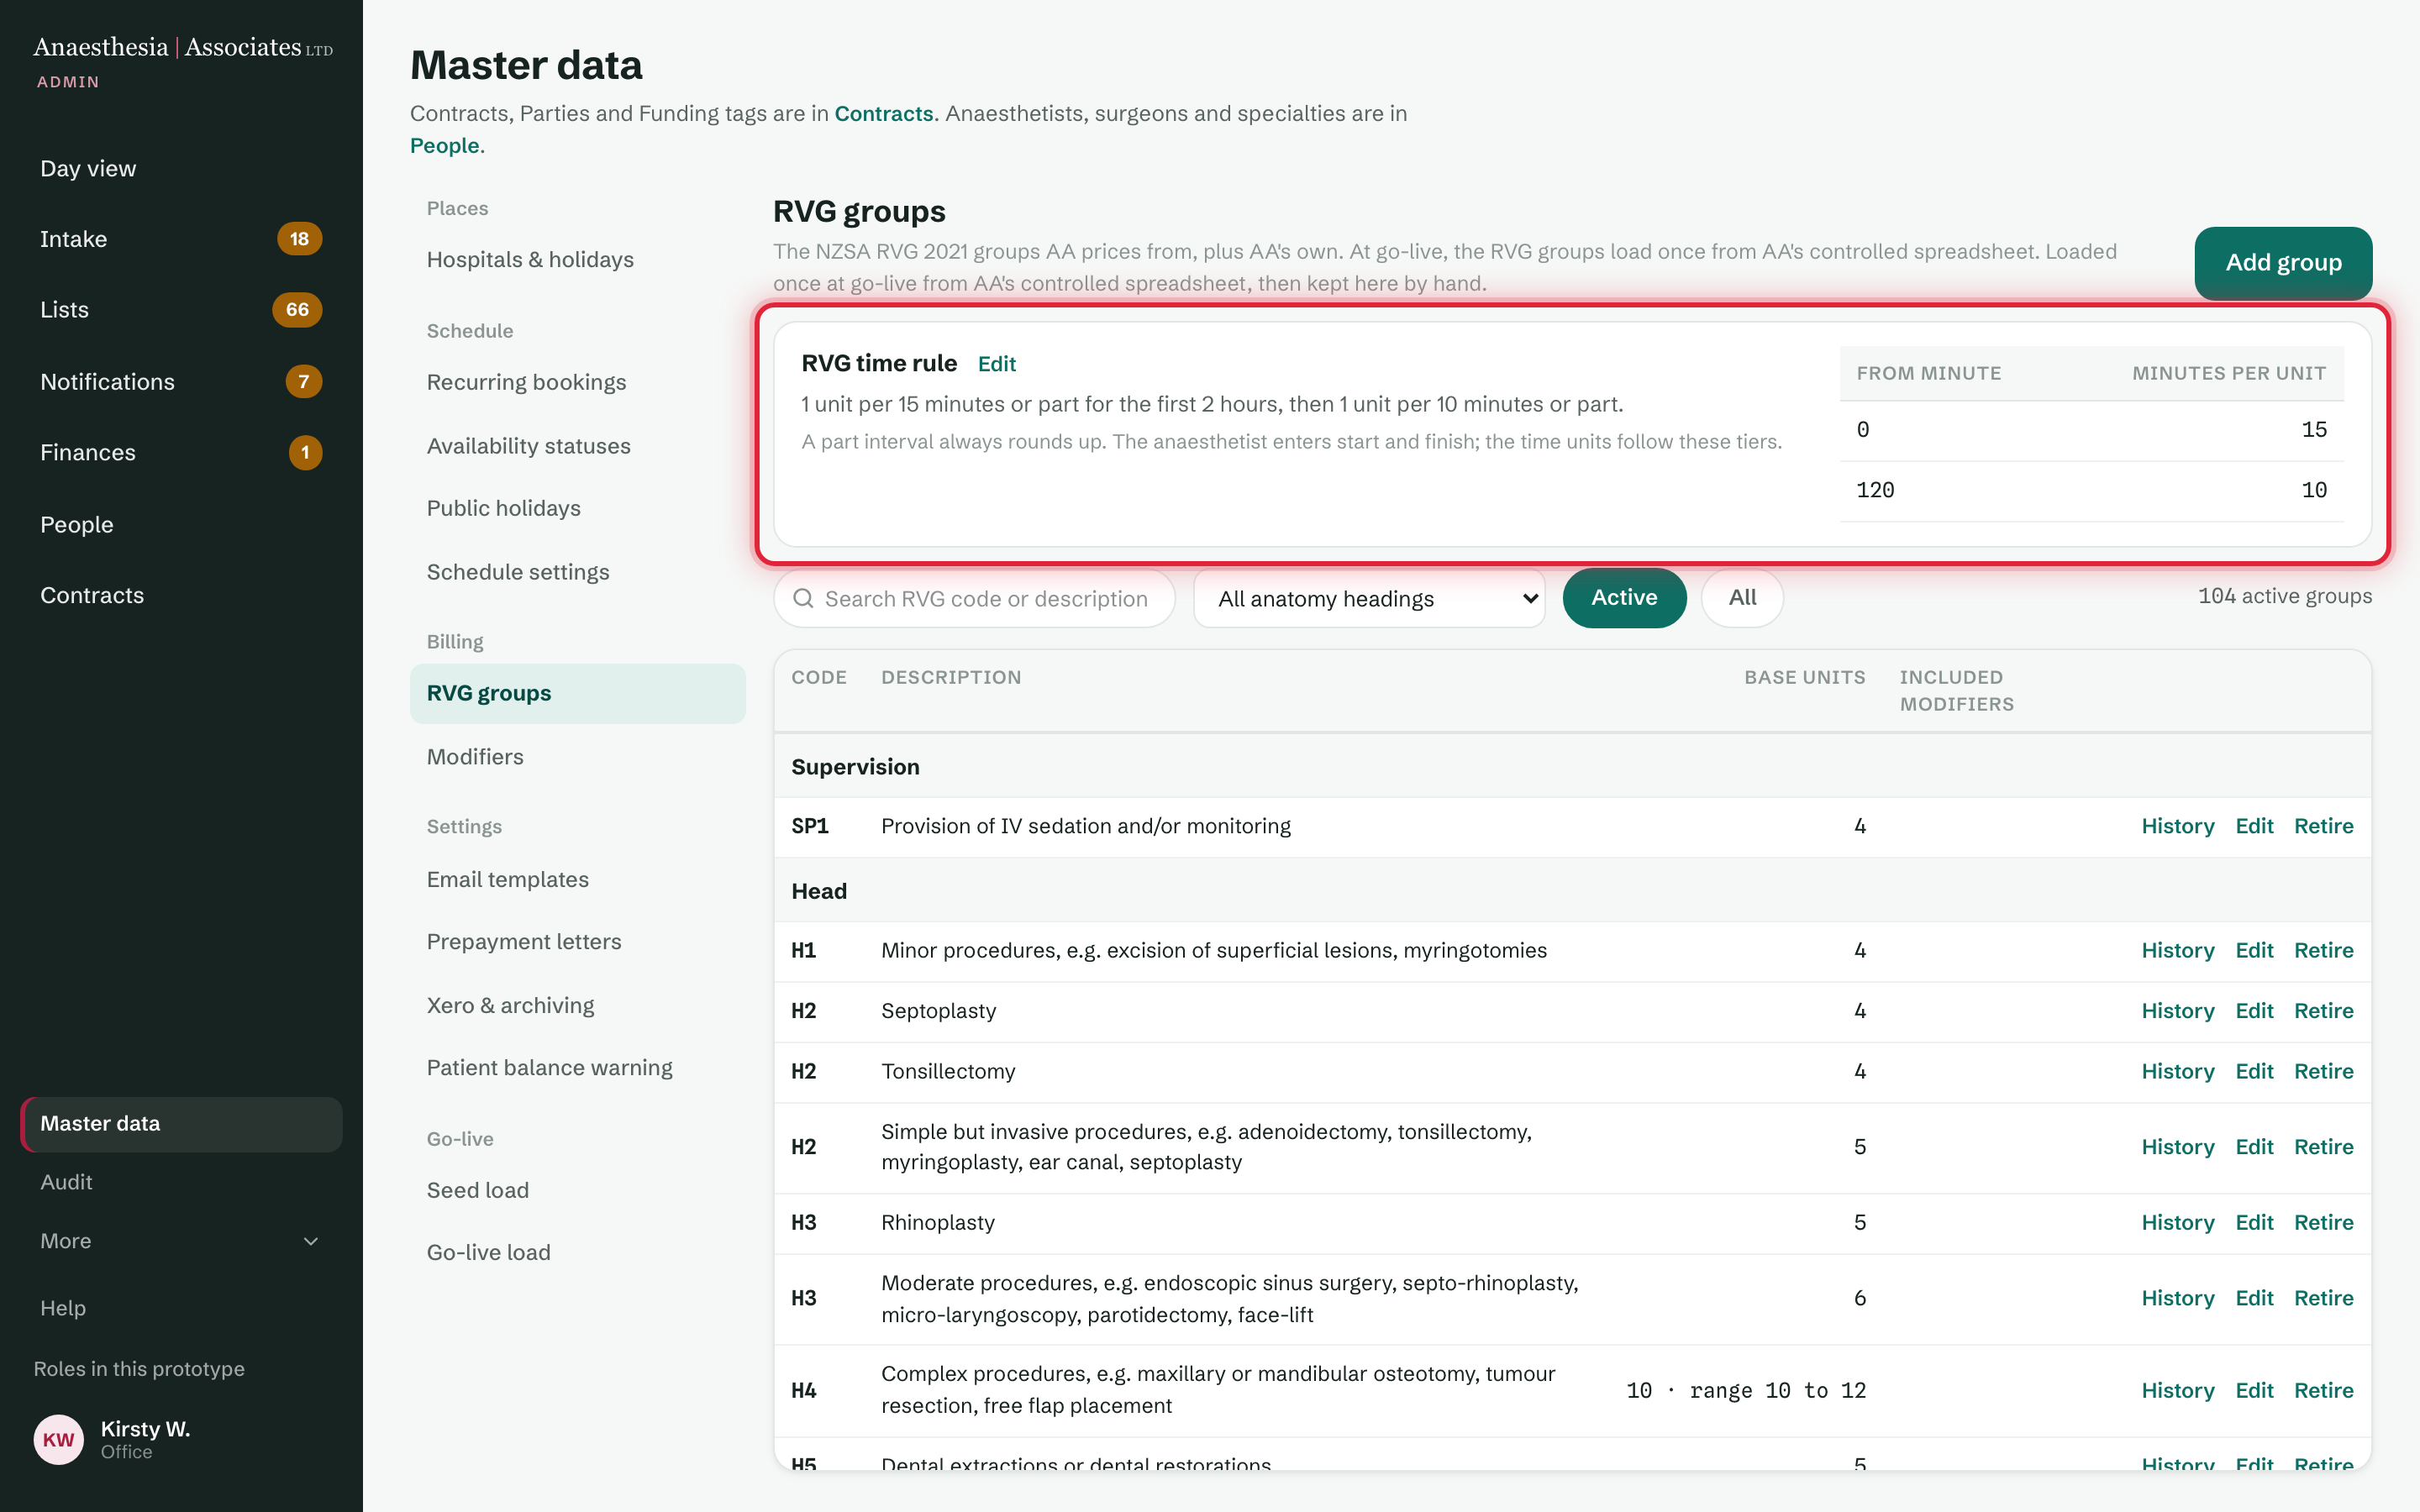 Anaesthesia | Associates LTD
ADMIN
Day view
Intake 18
Lists 66
Notifications 7
Finances 1
People
Contracts
Master data
Audit
More
Help
Roles in this prototype
KW
Kirsty W.
Office
Master data
Contracts, Parties and Funding tags are in Contracts. Anaesthetists, surgeons and specialties are in
People.
Places
Hospitals & holidays
Schedule
Recurring bookings
Availability statuses
Public holidays
Schedule settings
Billing
RVG groups
Modifiers
Settings
Email templates
Prepayment letters
Xero & archiving
Patient balance warning
Go-live
Seed load
Go-live load
RVG groups
The NZSA RVG 2021 groups AA prices from, plus AA's own. At go-live, the RVG groups load once from AA's controlled spreadsheet. Loaded
once at go-live from AA's controlled spreadsheet, then kept here by hand.
Add group
RVG time rule Edit
1 unit per 15 minutes or part for the first 2 hours, then 1 unit per 10 minutes or part.
A part interval always rounds up. The anaesthetist enters start and finish; the time units follow these tiers.
FROM MINUTE MINUTES PER UNIT
0 15
120 10
Search RVG code or description
All anatomy headings
Active
All
104 active groups
CODE DESCRIPTION BASE UNITS INCLUDED
MODIFIERS
Supervision
SP1 Provision of IV sedation and/or monitoring 4 History Edit Retire
Head
H1 Minor procedures, e.g. excision of superficial lesions, myringotomies 4 History Edit Retire
H2 Septoplasty 4 History Edit Retire
H2 Tonsillectomy 4 History Edit Retire
H2 Simple but invasive procedures, e.g. adenoidectomy, tonsillectomy,
myringoplasty, ear canal, septoplasty 5 History Edit Retire
H3 Rhinoplasty 5 History Edit Retire
H3 Moderate procedures, e.g. endoscopic sinus surgery, septo-rhinoplasty,
micro-laryngoscopy, parotidectomy, face-lift 6 History Edit Retire
H4 Complex procedures, e.g. maxillary or mandibular osteotomy, tumour
resection, free flap placement 10 · range 10 to 12 History Edit Retire
H5 Dental extractions or dental restorations 5 History Edit Retire